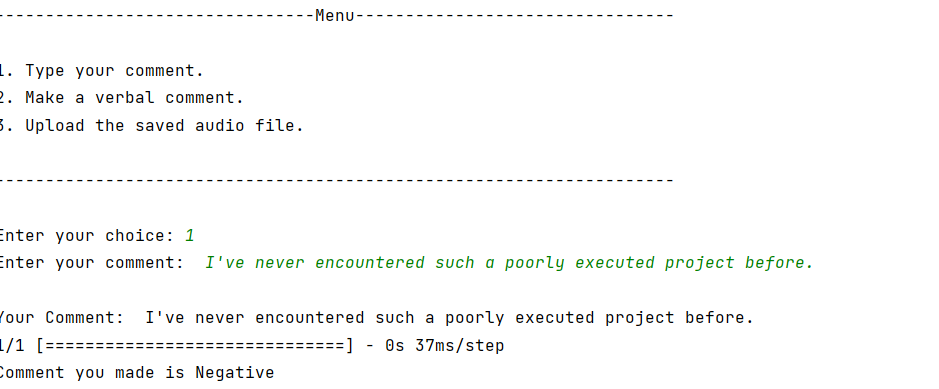 --------------------------------Menu--------------------------------
1. Type your comment.
2. Make a verbal comment.
3. Upload the saved audio file.
--------------------------------------------------------------------
Enter your choice: 1
Enter your comment:  I've never encountered such a poorly executed project before.
Your Comment:  I've never encountered such a poorly executed project before.
1/1 [==============================] - 0s 37ms/step
Comment you made is Negative